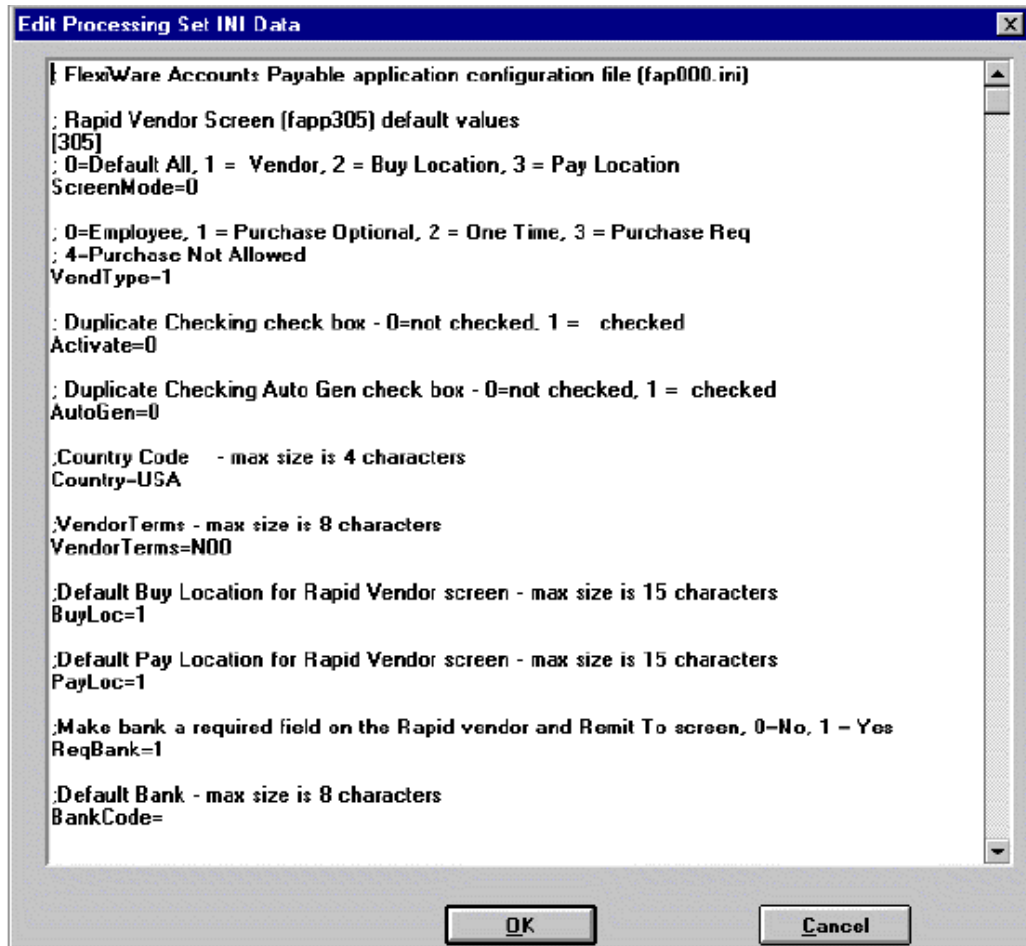 Edit Processing Set INI Data
; FlexiWare Accounts Payable application configuration file (fap000.ini)
; Rapid Vendor Screen (fapp305) default values
[305]
; 0=Default All, 1 = Vendor, 2 = Buy Location, 3 = Pay Location
ScreenMode=0
; 0=Employee, 1 = Purchase Optional, 2 = One Time, 3 = Purchase Req
; 4=Purchase Not Allowed
VendType=1
; Duplicate Checking check box - 0=not checked, 1 = checked
Activate=0
; Duplicate Checking Auto Gen check box - 0=not checked, 1 = checked
AutoGen=0
;Country Code - max size is 4 characters
Country=USA
;VendorTerms - max size is 8 characters
VendorTerms=N00
;Default Buy Location for Rapid Vendor screen - max size is 15 characters
BuyLoc=1
;Default Pay Location for Rapid Vendor screen - max size is 15 characters
PayLoc=1
;Make bank a required field on the Rapid vendor and Remit To screen, 0=No, 1 = Yes
ReqBank=1
;Default Bank - max size is 8 characters
BankCode=
OK
Cancel